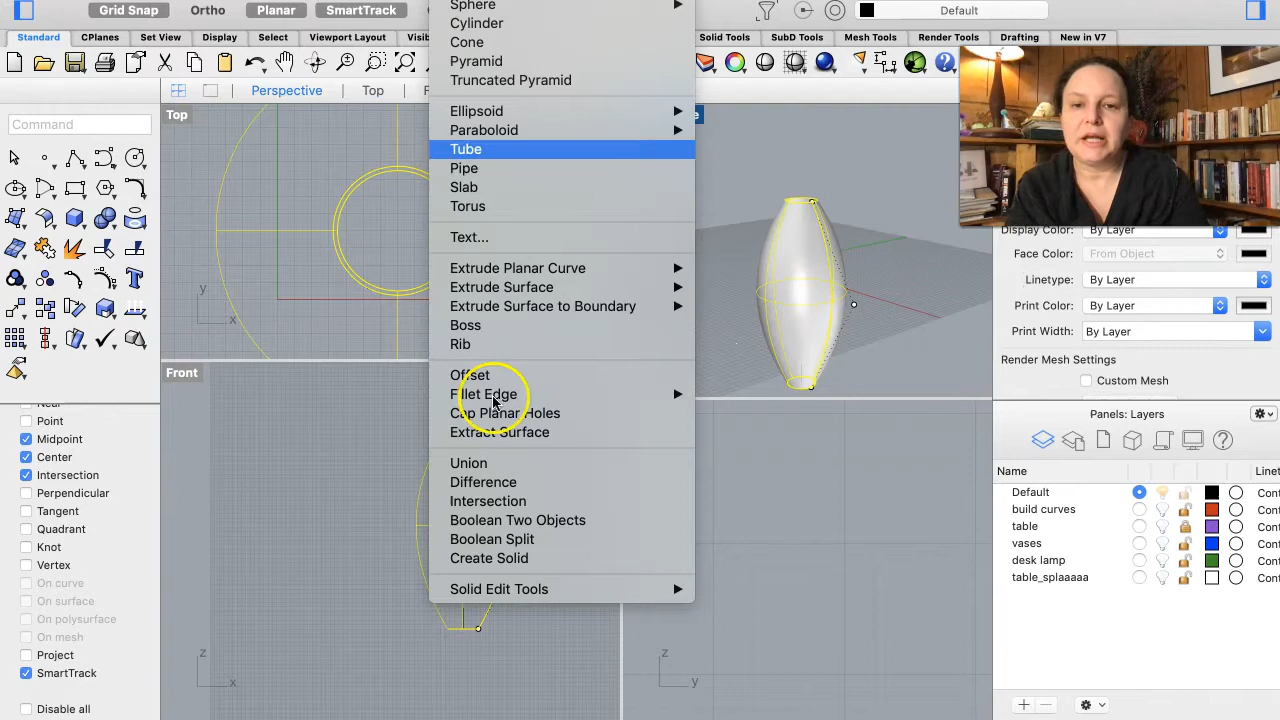 Grid Snap
Ortho
Planar
SmartTrack
Default
Standard
CPlanes
Set View
Display
Select
Viewport Layout
Solid Tools
SubD Tools
Mesh Tools
Render Tools
Drafting
New in V7
Perspective
Top
Command
Top
Front
Sphere
Cylinder
Cone
Pyramid
Truncated Pyramid
Ellipsoid
Paraboloid
Tube
Pipe
Slab
Torus
Text...
Extrude Planar Curve
Extrude Surface
Extrude Surface to Boundary
Boss
Rib
Offset
Fillet Edge
Cap Planar Holes
Extract Surface
Union
Difference
Intersection
Boolean Two Objects
Boolean Split
Create Solid
Solid Edit Tools
Point
Midpoint
Center
Intersection
Perpendicular
Tangent
Quadrant
Knot
Vertex
On curve
On surface
On polysurface
On mesh
Project
SmartTrack
Disable all
y
x
z
x
z
y
Display Color: By Layer
Face Color: From Object
Linetype: By Layer
Print Color: By Layer
Print Width: By Layer
Render Mesh Settings
Custom Mesh
Panels: Layers
Name
Default
build curves
table
vases
desk lamp
table_splaaaaa